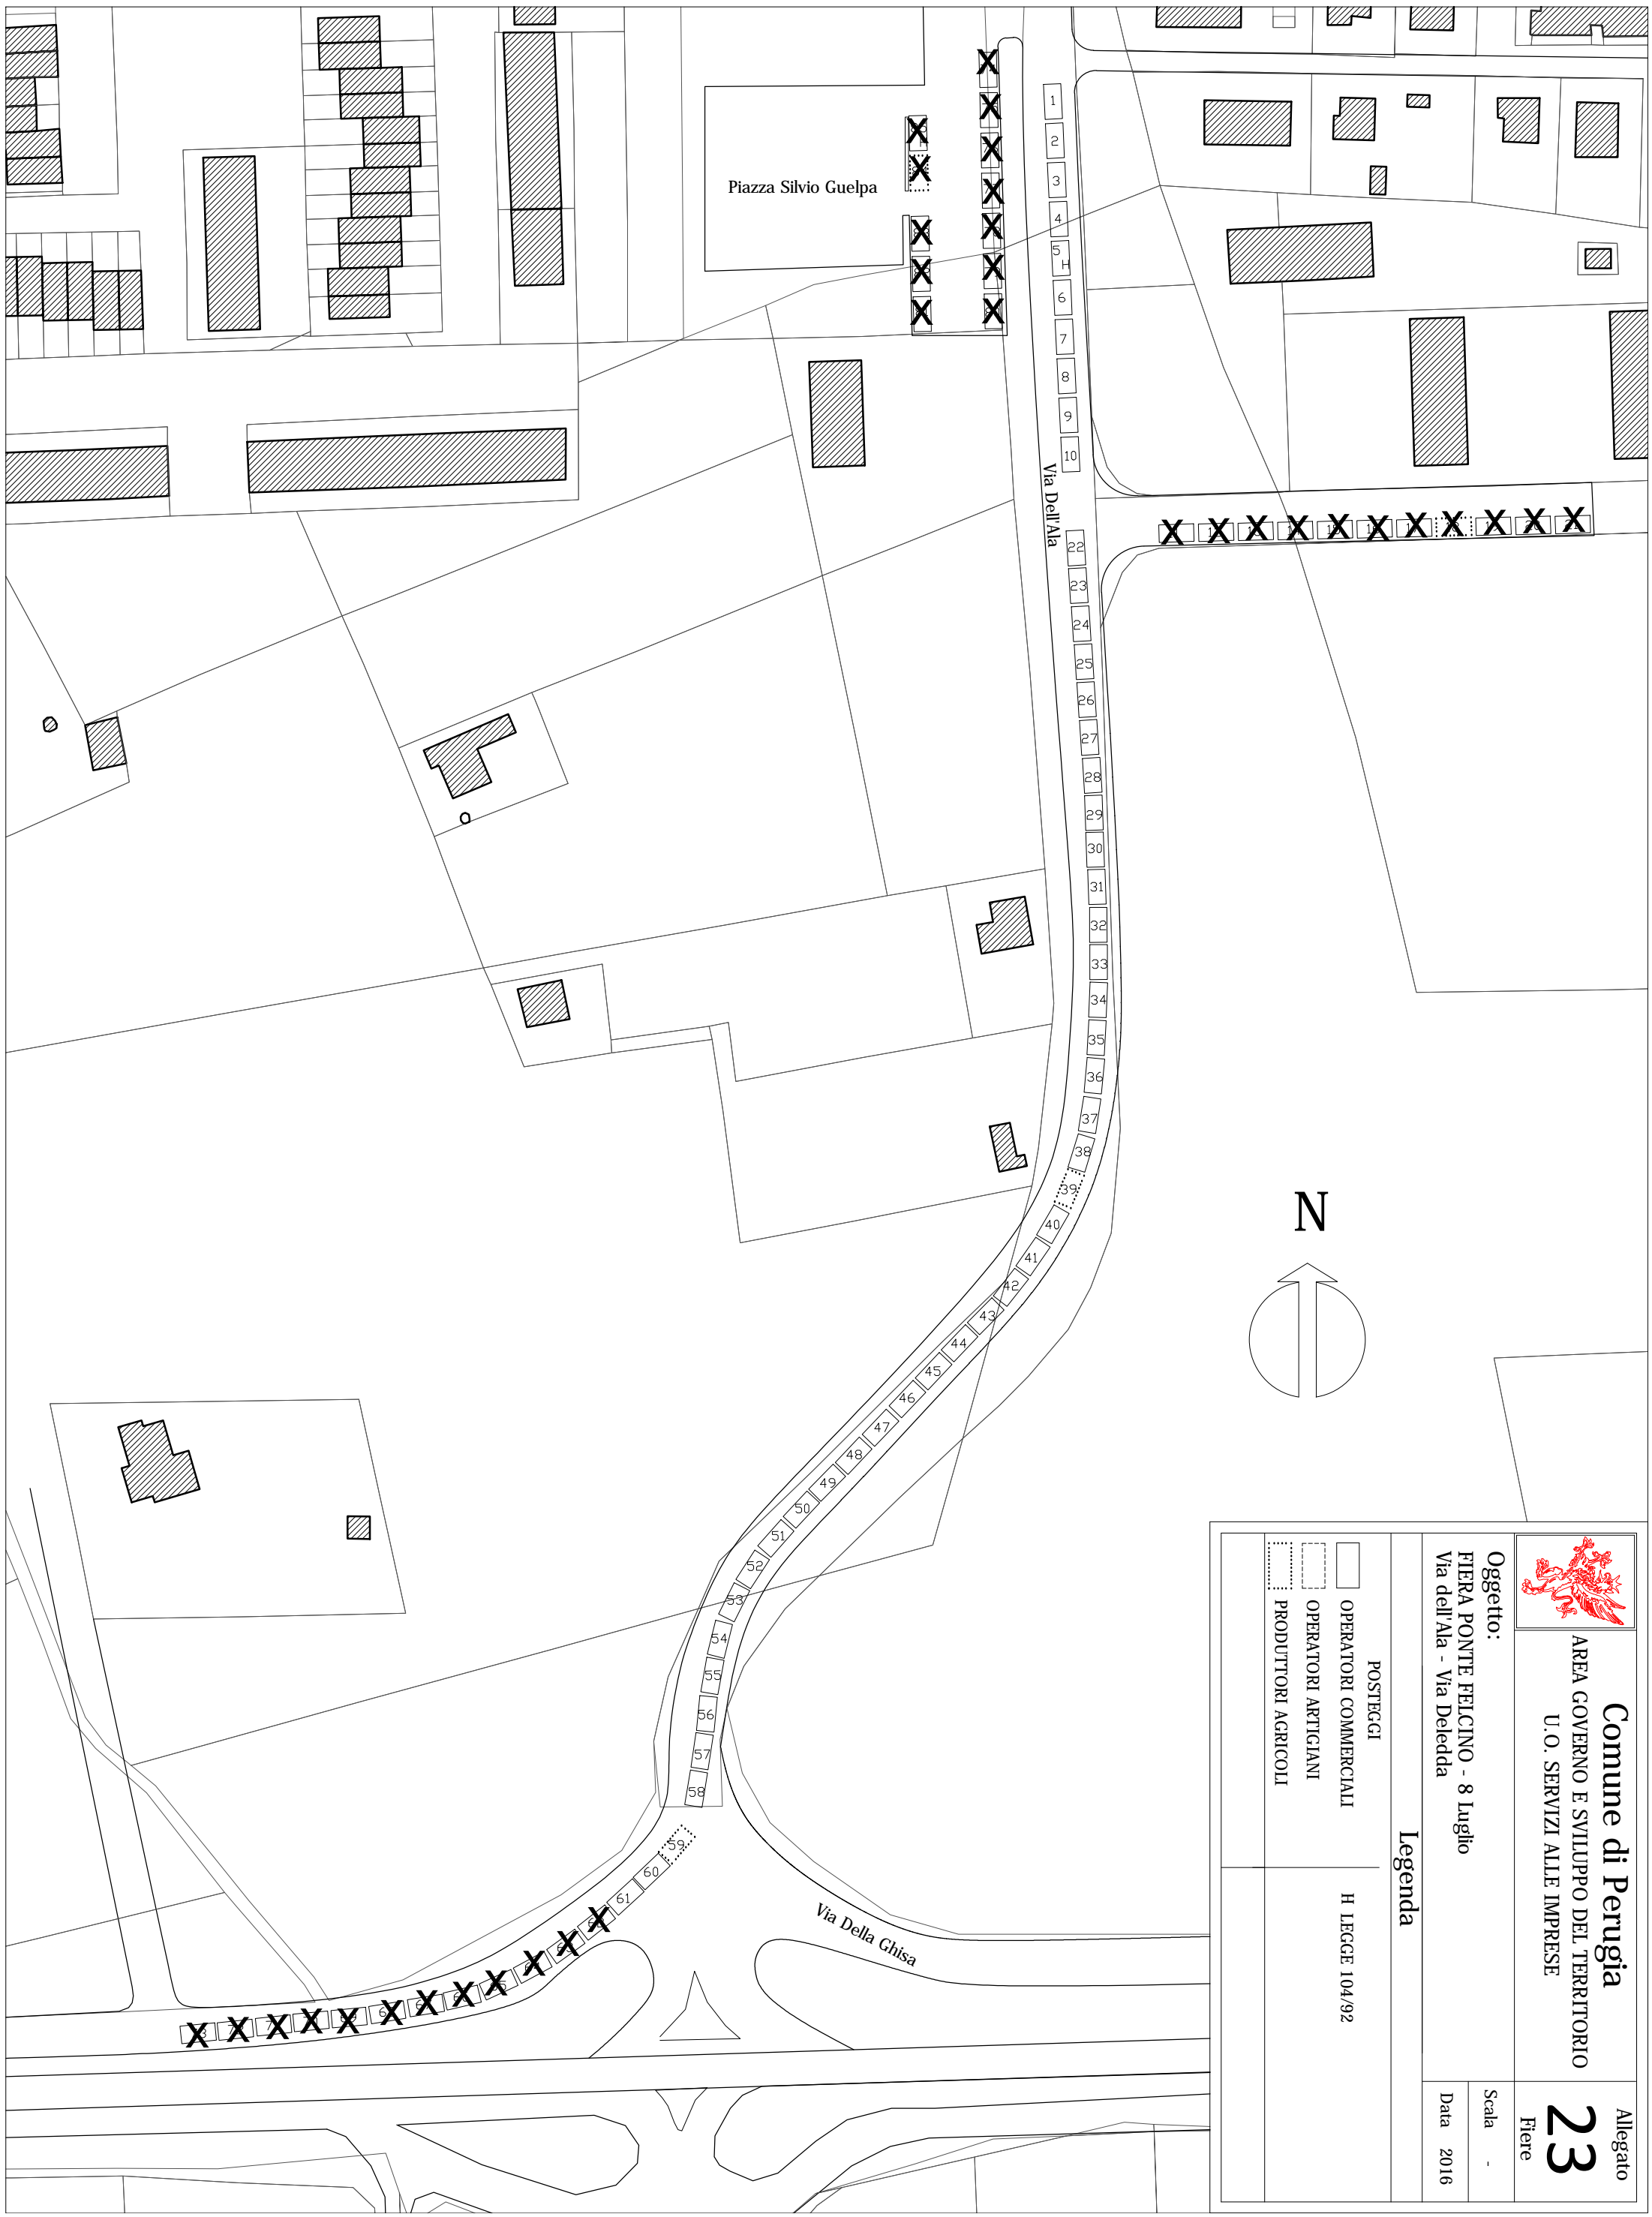 Piazza Silvio Guelpa
1
2
3
4
5
H
6
7
8
9
10
Via Dell'Ala
22
23
24
25
26
27
28
29
30
31
32
33
34
35
36
37
38
39
40
41
42
43
44
45
46
47
48
49
50
51
52
53
54
55
56
57
58
59
60
61
Via Della Ghisa
N
Comune di Perugia
AREA GOVERNO E SVILUPPO DEL TERRITORIO
U.O. SERVIZI ALLE IMPRESE
Allegato
23
Fiere
Oggetto:
FIERA PONTE FELCINO - 8 Luglio
Via dell'Ala - Via Deledda
Scala -
Data 2016
Legenda
POSTEGGI
OPERATORI COMMERCIALI
OPERATORI ARTIGIANI
PRODUTTORI AGRICOLI
H LEGGE 104/92